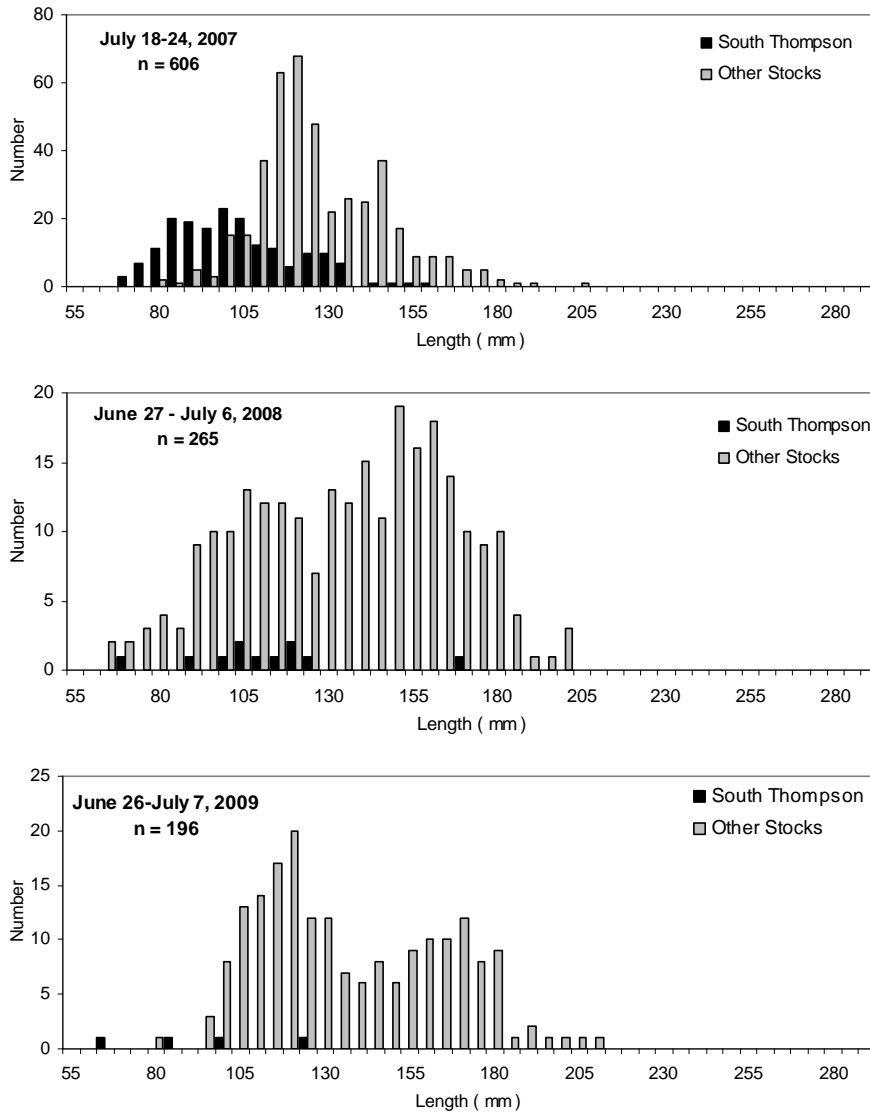 80
July 18-24, 2007
n = 606
South Thompson
Other Stocks
60
40
20
0
Number
55 80 105 130 155 180 205 230 255 280
Length ( mm )
20
June 27 - July 6, 2008
n = 265
South Thompson
Other Stocks
15
10
5
0
Number
55 80 105 130 155 180 205 230 255 280
Length ( mm )
25
June 26-July 7, 2009
n = 196
South Thompson
Other Stocks
20
15
10
5
0
Number
55 80 105 130 155 180 205 230 255 280
Length ( mm )